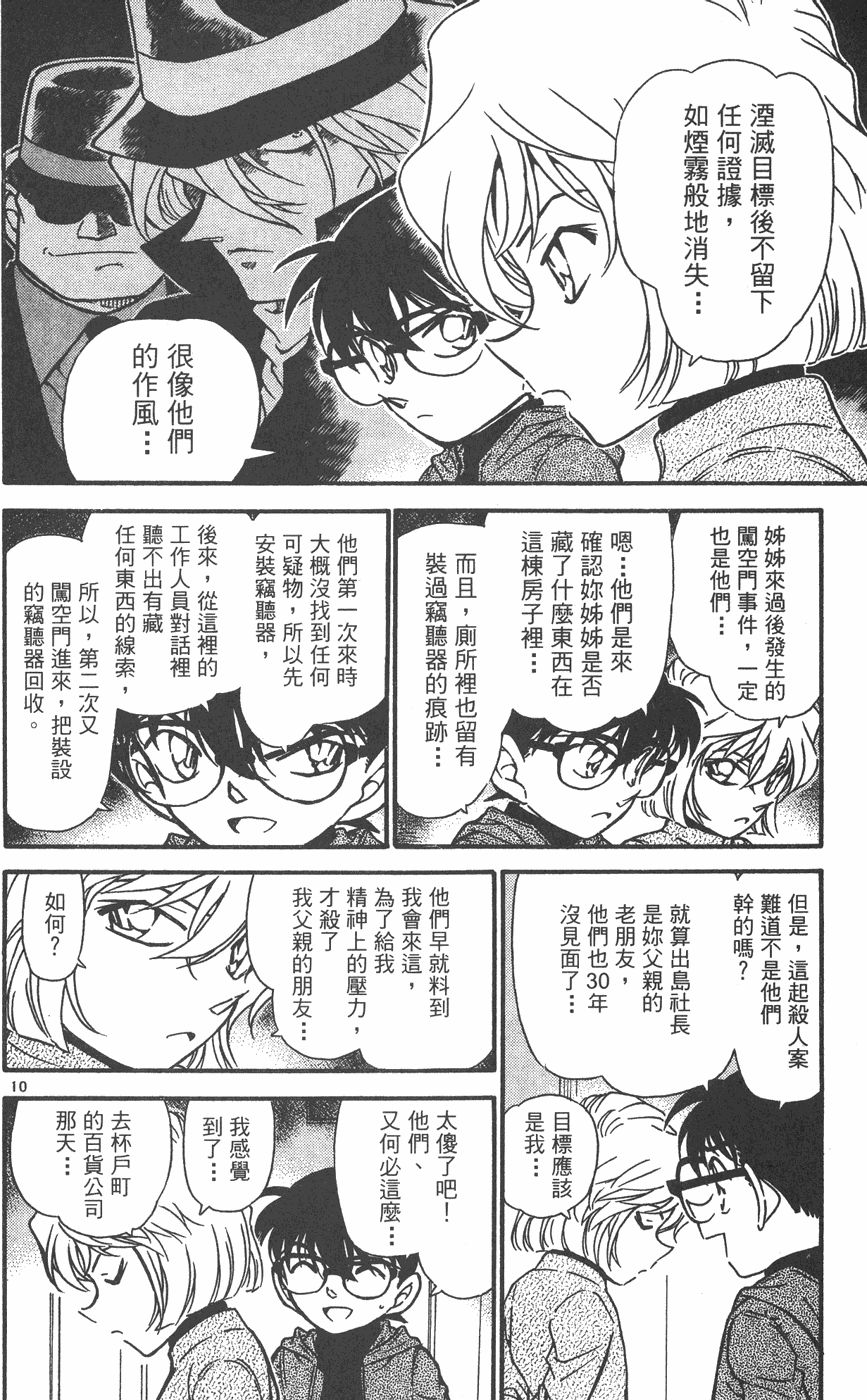 湮滅目標後不留下
任何證據，
如煙霧般地消失…
很像他們
的作風…
姊姊來過後發生的
闖空門事件，一定
也是他們…
嗯…他們是來
確認妳姊姊是否
藏了什麼東西在
這棟房子裡…
而且，廁所裡也留有
裝過竊聽器的痕跡…
他們第一次來時
大概沒找到任何
可疑物，所以先
安裝竊聽器，
後來，從這裡的
工作人員對話裡
聽不出有藏
任何東西的線索，
所以，第二次又
闖空門進來，把裝設
的竊聽器回收。
但是，這起殺人案
難道不是他們
幹的嗎？
就算出島社長
是妳父親的
老朋友，
他們也30年
沒見面了…
目標應該
是我…
他們早就料到
我會來這，
為了給我
精神上的壓力，
才殺了
我父親的朋友…
如何？
太傻了吧！
他們、
又何必這麼…
我感覺
到了…
去杯戶町
的百貨公司
那天…
10